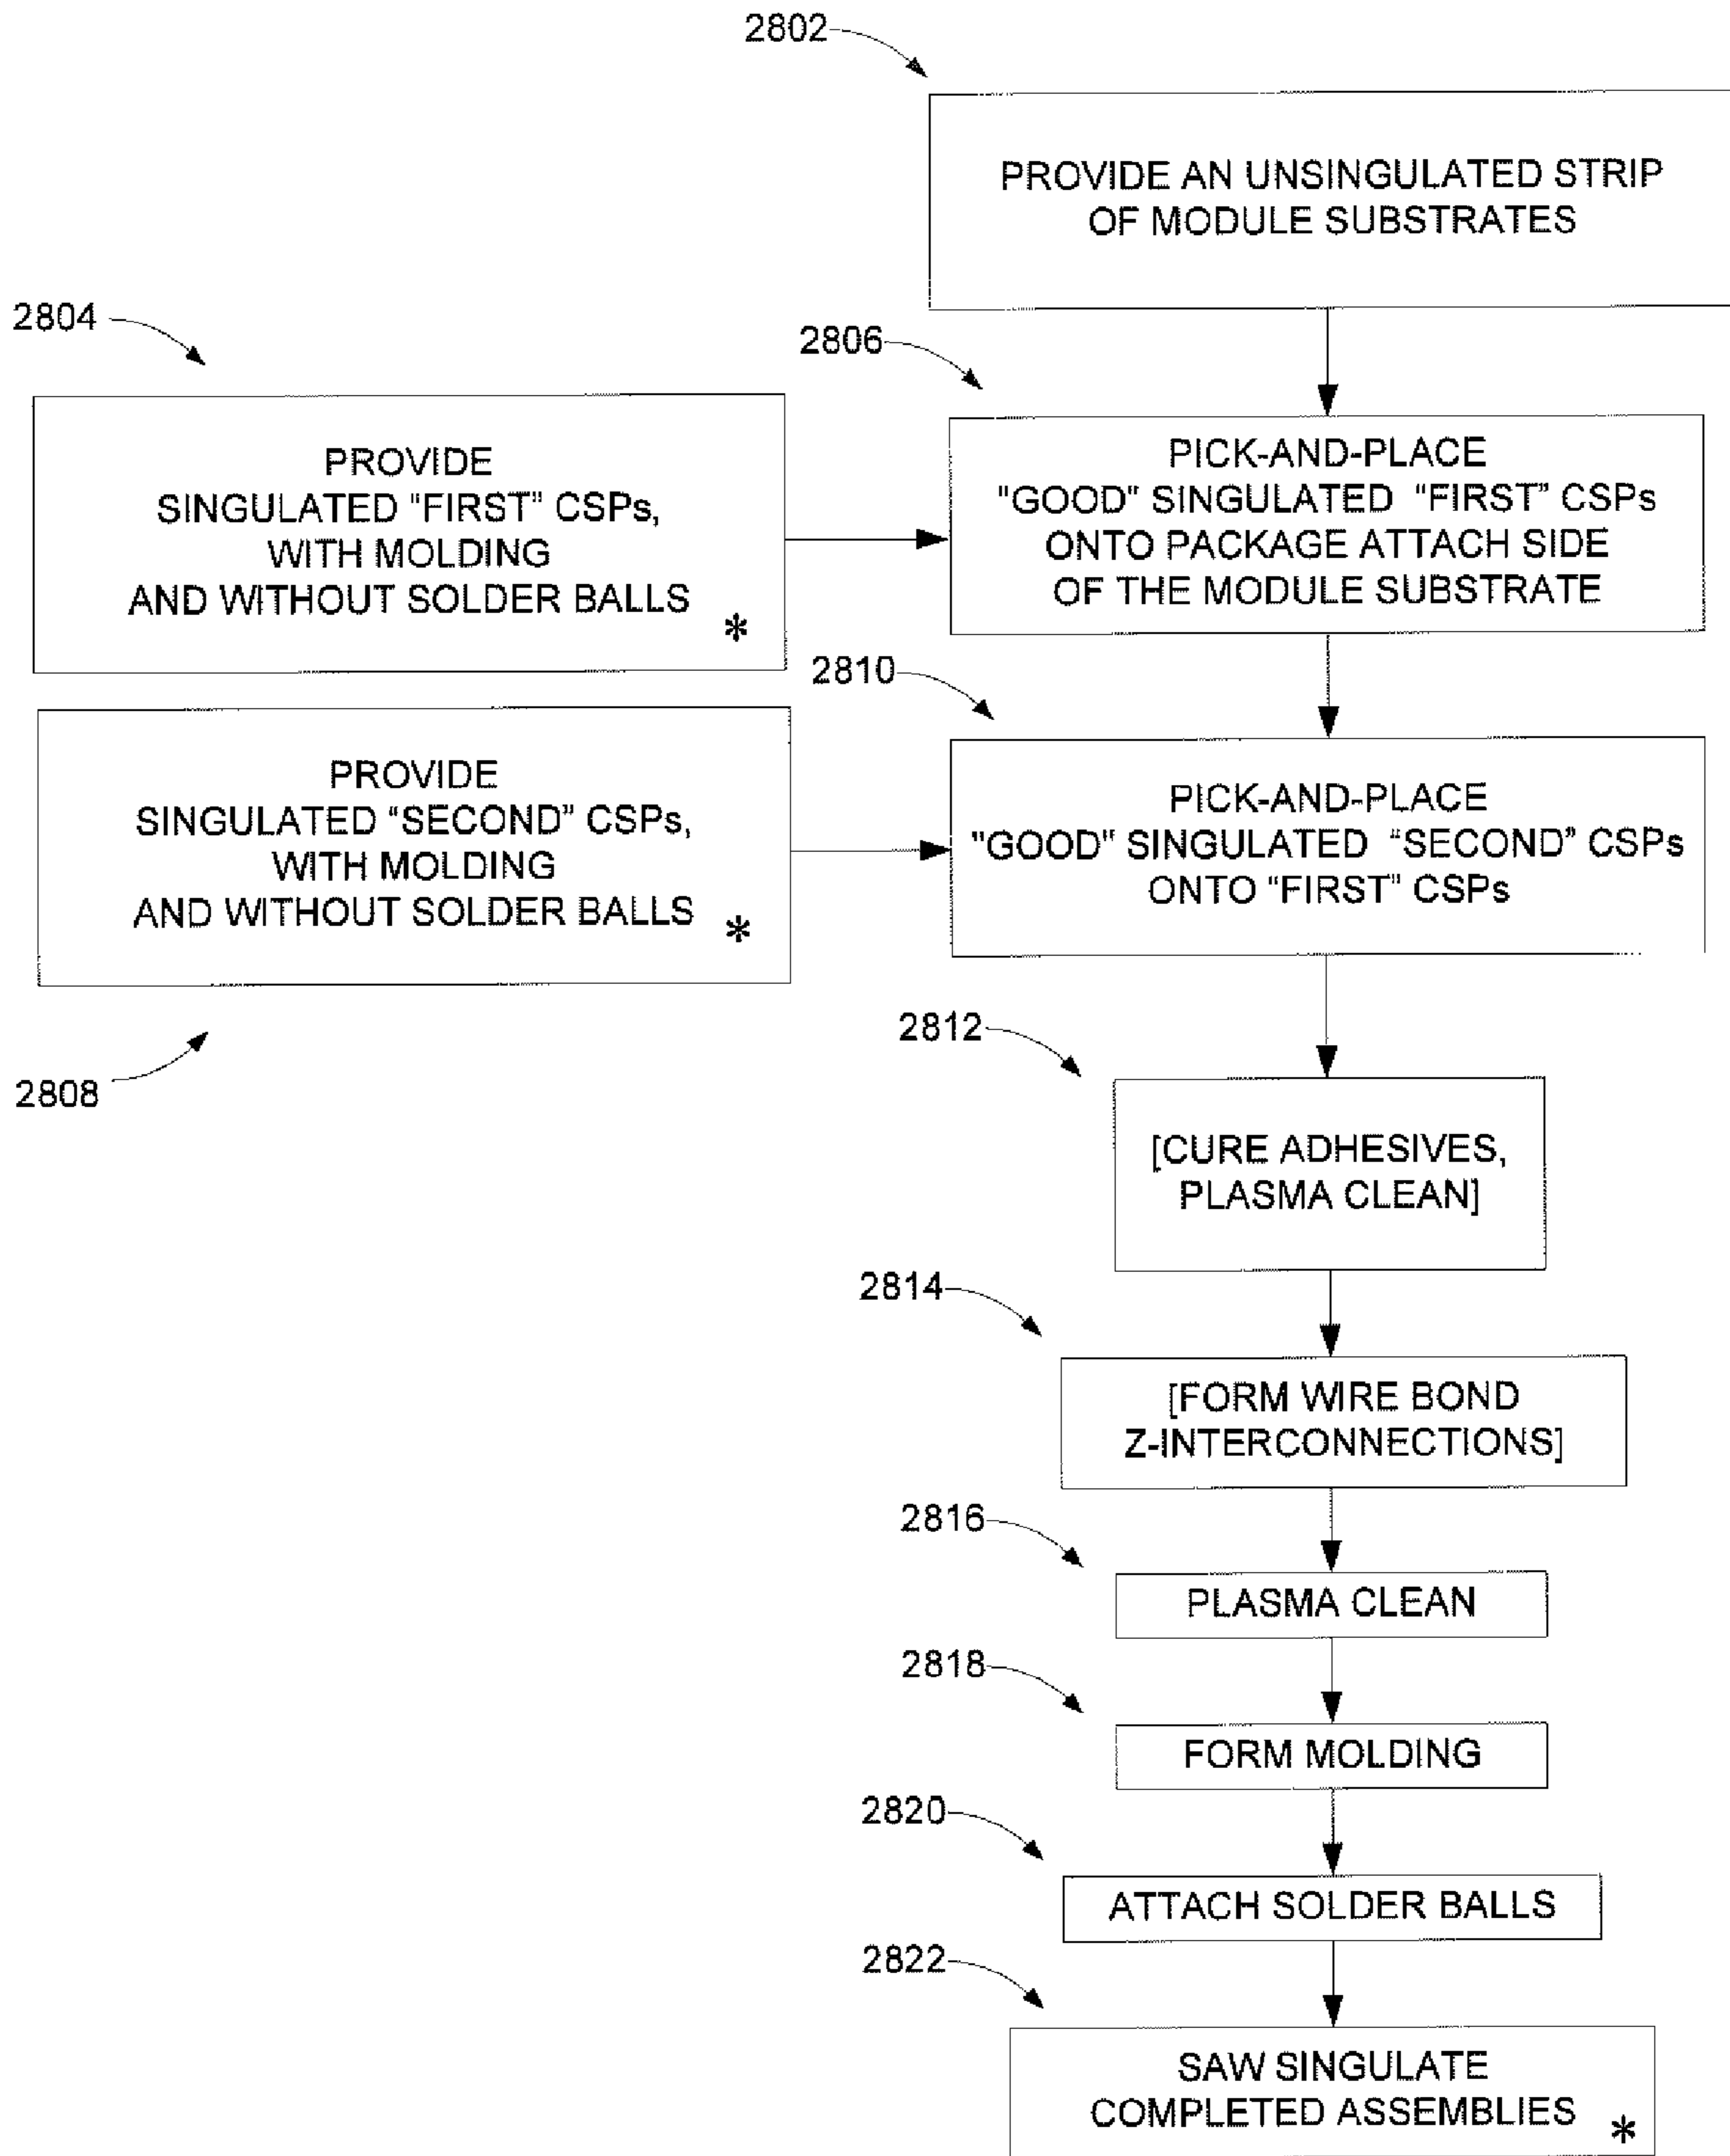 2802
PROVIDE AN UNSINGULATED STRIP
OF MODULE SUBSTRATES
2804
PROVIDE
SINGULATED “FIRST” CSPs,
WITH MOLDING
AND WITHOUT SOLDER BALLS
*
2806
PICK-AND-PLACE
"GOOD" SINGULATED “FIRST” CSPs
ONTO PACKAGE ATTACH SIDE
OF THE MODULE SUBSTRATE
2808
PROVIDE
SINGULATED “SECOND” CSPs,
WITH MOLDING
AND WITHOUT SOLDER BALLS
*
2810
PICK-AND-PLACE
"GOOD" SINGULATED “SECOND” CSPs
ONTO “FIRST” CSPs
2812
[CURE ADHESIVES,
PLASMA CLEAN]
2814
[FORM WIRE BOND
Z-INTERCONNECTIONS]
2816
PLASMA CLEAN
2818
FORM MOLDING
2820
ATTACH SOLDER BALLS
2822
SAW SINGULATE
COMPLETED ASSEMBLIES
*